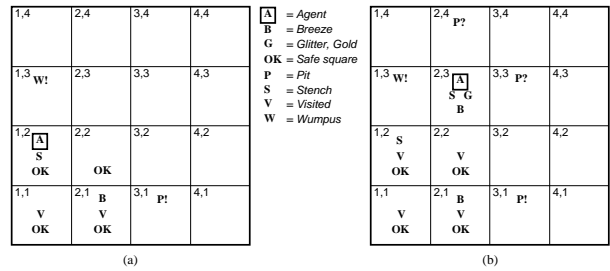 1,4 2,4 3,4 4,4
1,3 W! 2,3 3,3 4,3
1,2 A 2,2 3,2 4,2
S
OK OK
1,1 2,1 B 3,1 P! 4,1
V V
OK OK
(a)
A = Agent
B = Breeze
G = Glitter, Gold
OK = Safe square
P = Pit
S = Stench
V = Visited
W = Wumpus
1,4 2,4 P? 3,4 4,4
1,3 W! 2,3 A 3,3 P? 4,3
S G
B
1,2 S 2,2 3,2 4,2
V V
OK OK
1,1 2,1 B 3,1 P! 4,1
V V
OK OK
(b)